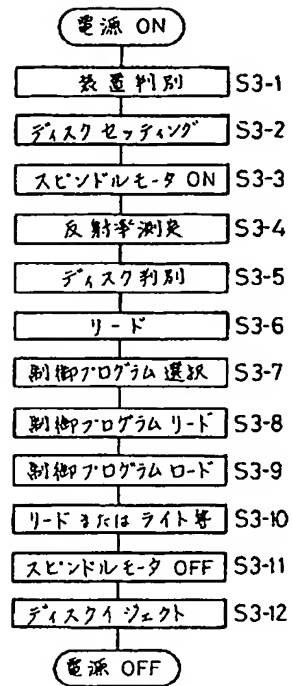 電源 ON
装置判別 S3-1
ディスクセッティング S3-2
スピンドルモータ ON S3-3
反射率測定 S3-4
ディスク判別 S3-5
リード S3-6
制御プログラム選択 S3-7
制御プログラムリード S3-8
制御プログラムロード S3-9
リードまたはライト等 S3-10
スピンドルモータ OFF S3-11
ディスクイジェクト S3-12
電源 OFF